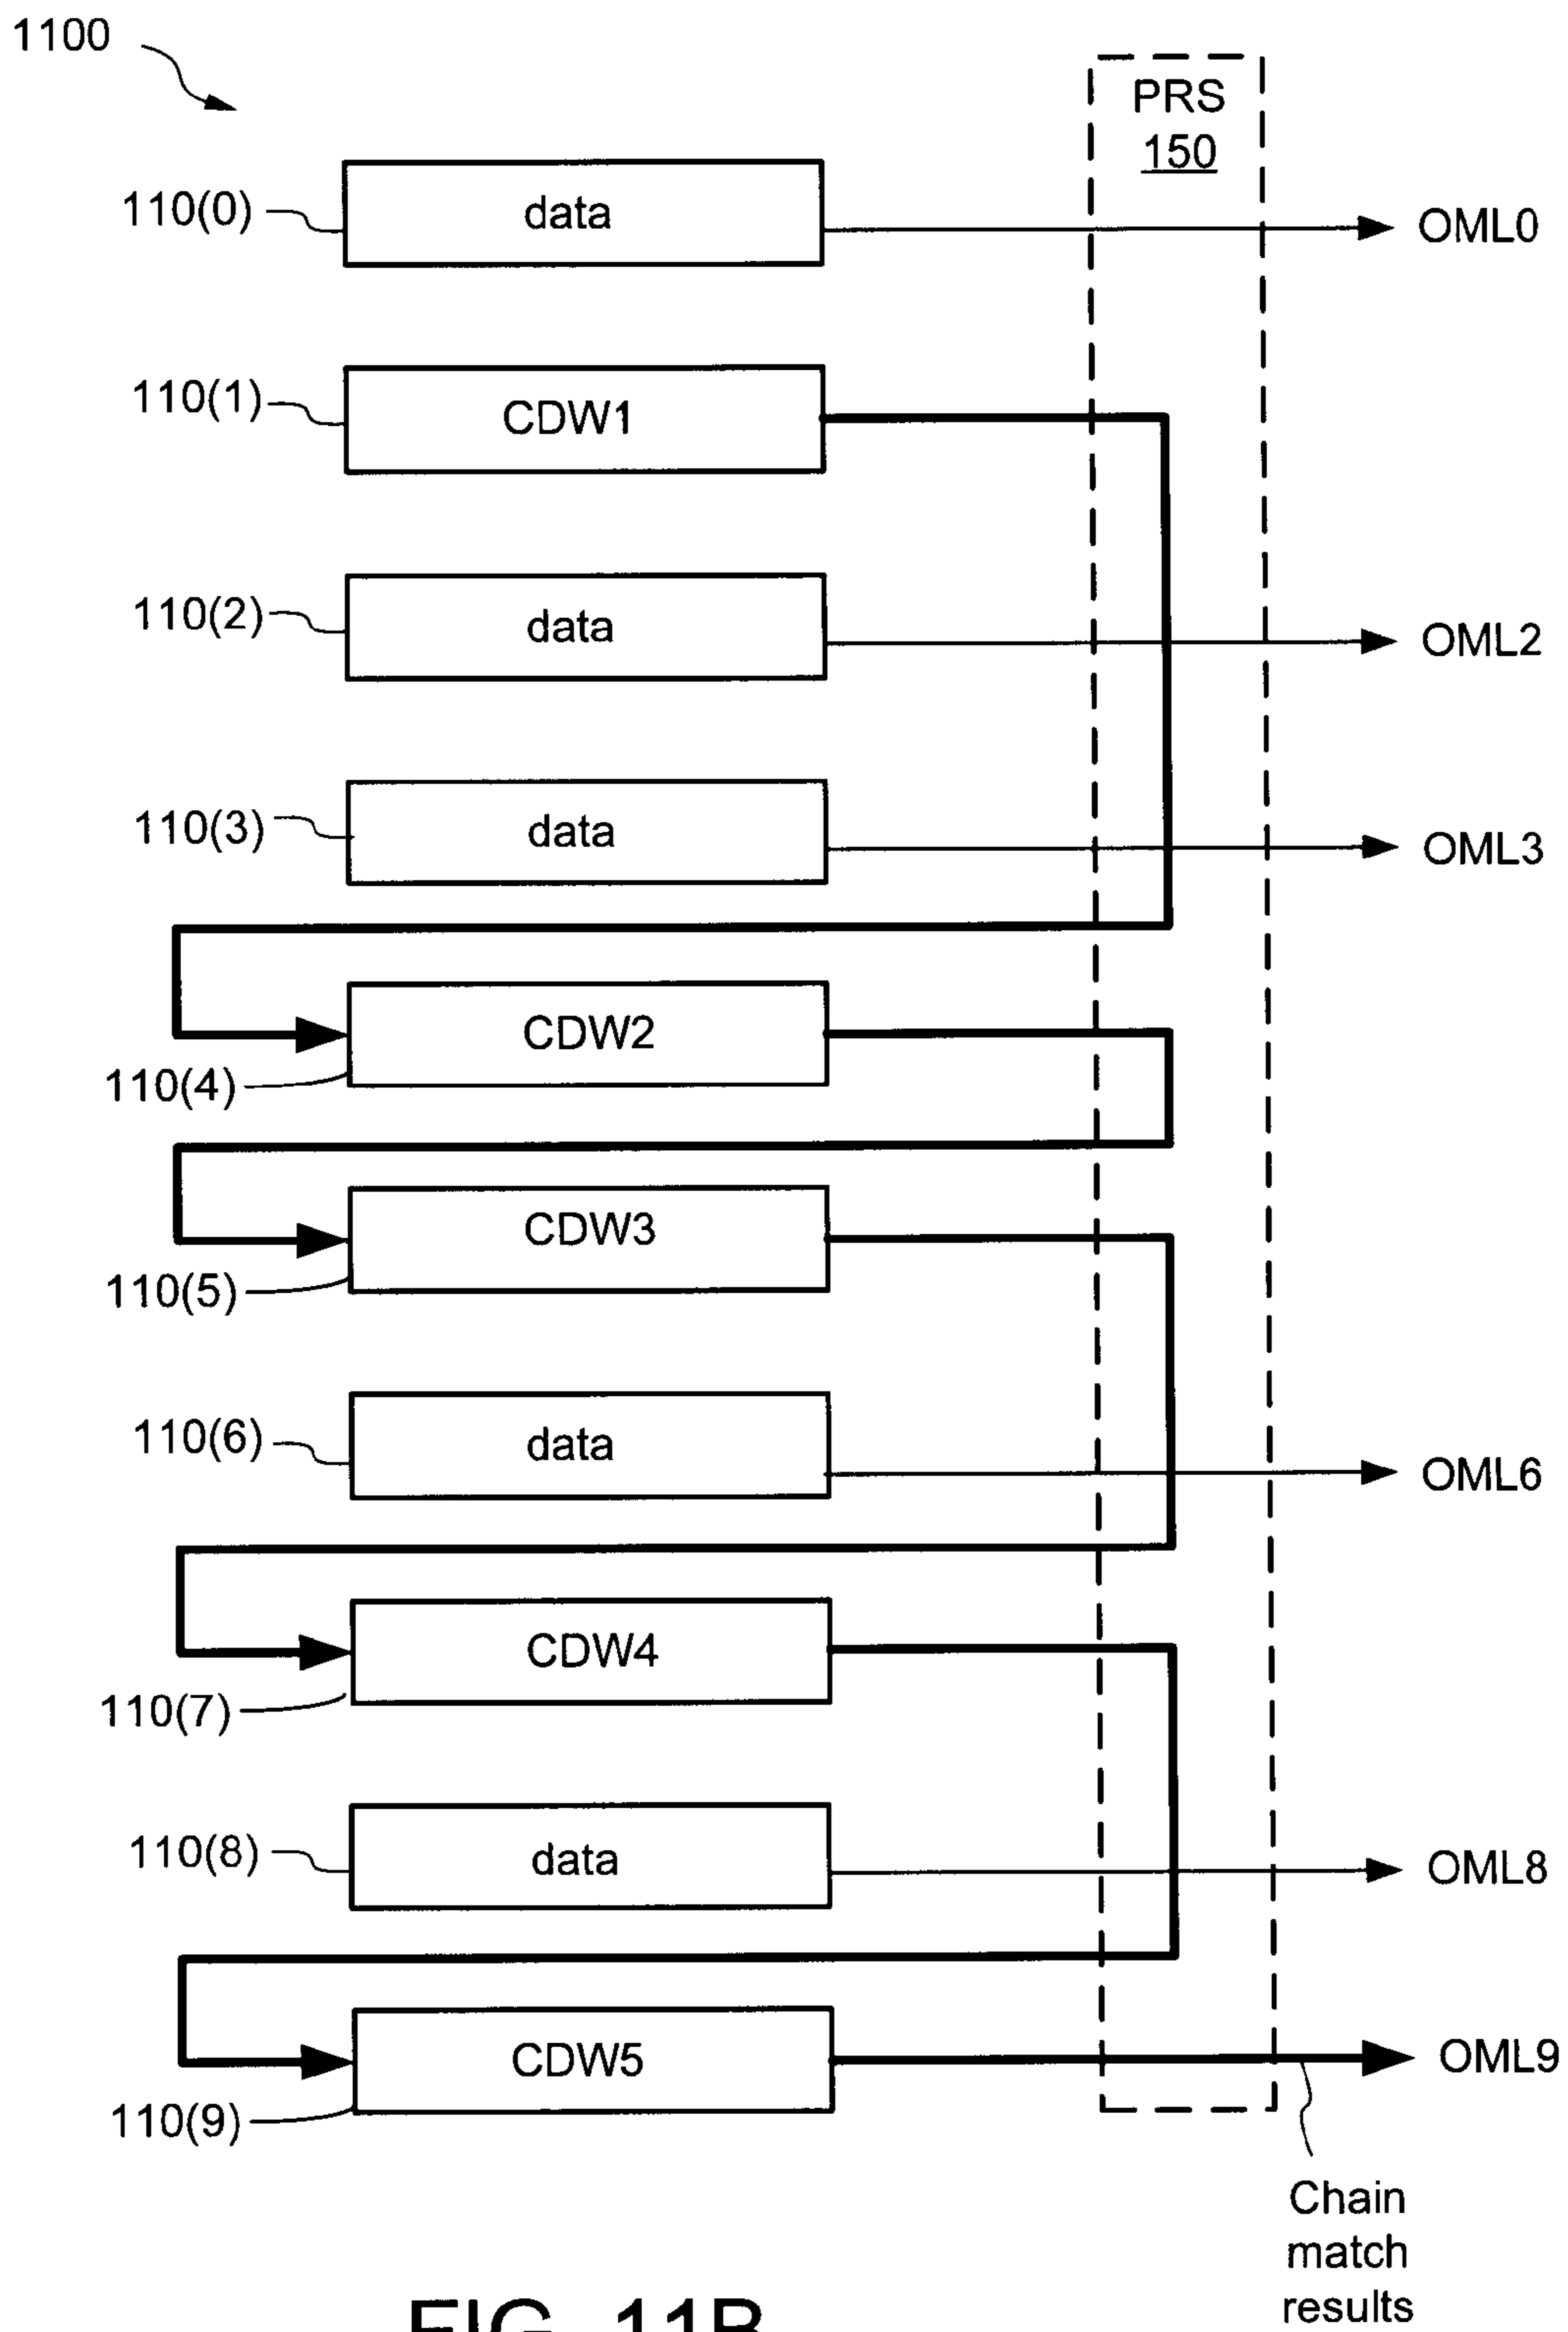 1100
PRS
150
110(0)
data
OML0
110(1)
CDW1
110(2)
data
OML2
110(3)
data
OML3
CDW2
110(4)
CDW3
110(5)
110(6)
data
OML6
CDW4
110(7)
110(8)
data
OML8
CDW5
OML9
110(9)
Chain
match
results
FIG. 11B